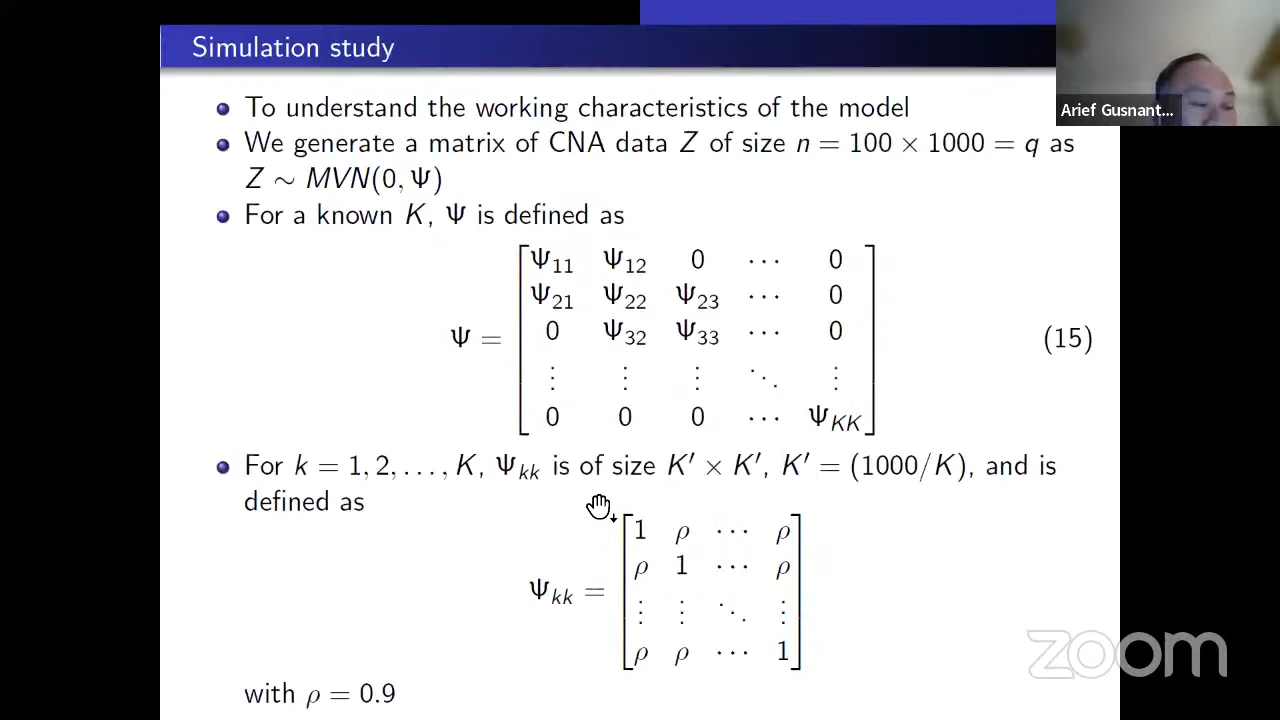 Simulation study
Arief Gusnant...
To understand the working characteristics of the model
We generate a matrix of CNA data Z of size n = 100 × 1000 = q as
Z ∼ MVN(0, Ψ)
For a known K, Ψ is defined as
Ψ₁₁ Ψ₁₂ 0 ⋯ 0
Ψ₂₁ Ψ₂₂ Ψ₂₃ ⋯ 0
0 Ψ₃₂ Ψ₃₃ ⋯ 0
Ψ =
(15)
⋮ ⋮ ⋮ ⋱ ⋮
0 0 0 ⋯ Ψ_KK
For k = 1, 2, . . . , K, Ψ_kk is of size K′ × K′, K′ = (1000/K), and is
defined as
1 ρ ⋯ ρ
ρ 1 ⋯ ρ
Ψ_kk =
⋮ ⋮ ⋱ ⋮
ρ ρ ⋯ 1
with ρ = 0.9
zoom